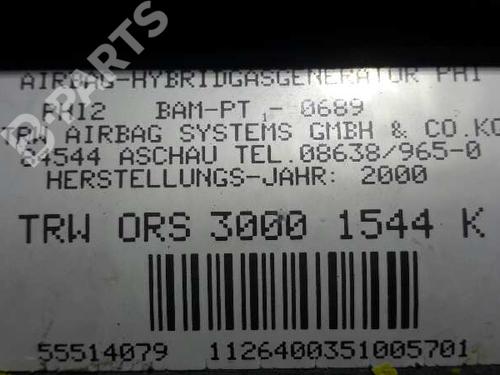 AIRBAG-HYBRIDGASGENERATOR PHI
BAM-PT - 0689
TRW AIRBAG SYSTEMS GMBH & CO.KG
84544 ASCHAU TEL.08638/965-0
HERSTELLUNGS-JAHR: 2000
TRW ORS 3000 1544 K
55514079 1126400351005701